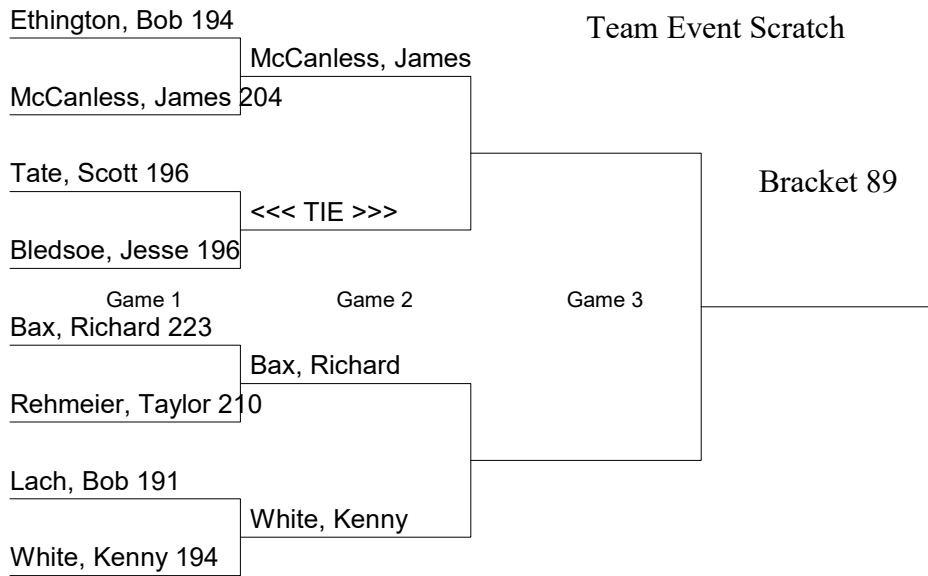 Ethington, Bob 194
Team Event Scratch
McCanless, James
McCanless, James 204
Tate, Scott 196
Bracket 89
<<< TIE >>>
Bledsoe, Jesse 196
Game 1
Game 2
Game 3
Bax, Richard 223
Bax, Richard
Rehmeier, Taylor 210
Lach, Bob 191
White, Kenny
White, Kenny 194